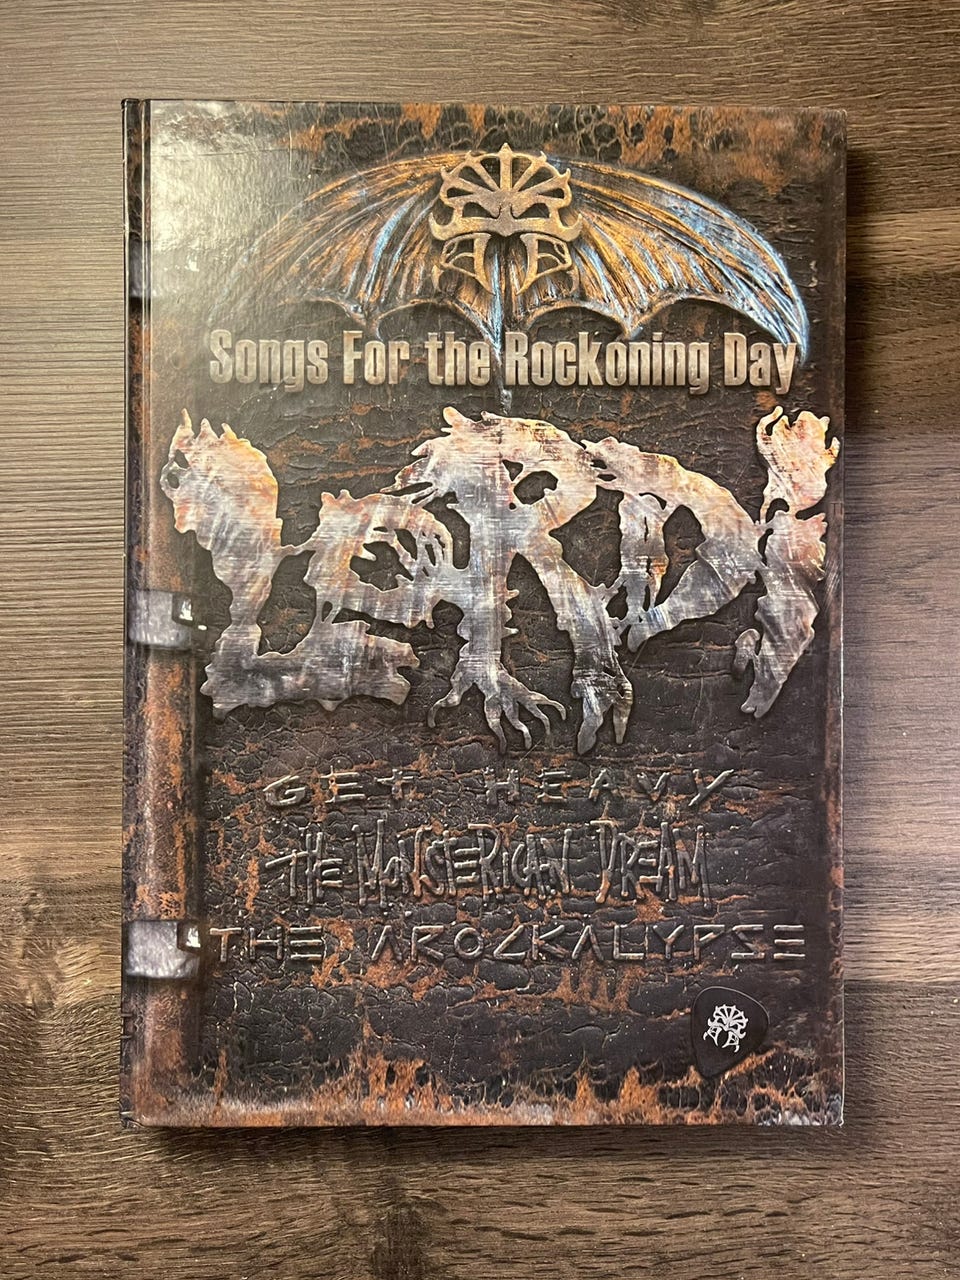 Songs For the Rockoning Day
LORDI
GET HEAVY
THE MONSTERICAN DREAM
THE AROCKALYPSE